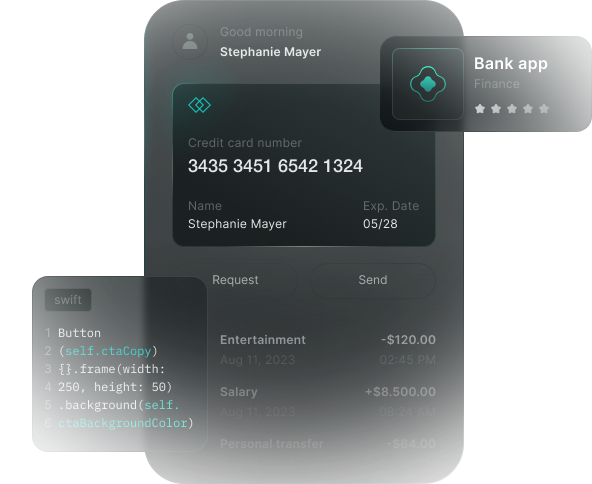 Good morning
Stephanie Mayer
Bank app
Finance
Credit card number
3435 3451 6542 1324
Name
Exp. Date
Stephanie Mayer
05/28
Request
Send
swift
1 Button
2 (self.ctaCopy)
3 {}.frame(width:
4 250, height: 50)
5 .background(self.
6 ctaBackgroundColor)
Entertainment
-$120.00
Aug 11, 2023
02:45 PM
Salary
+$8.500.00
Aug 11, 2023
08:24 AM
Personal transfer
-$64.00